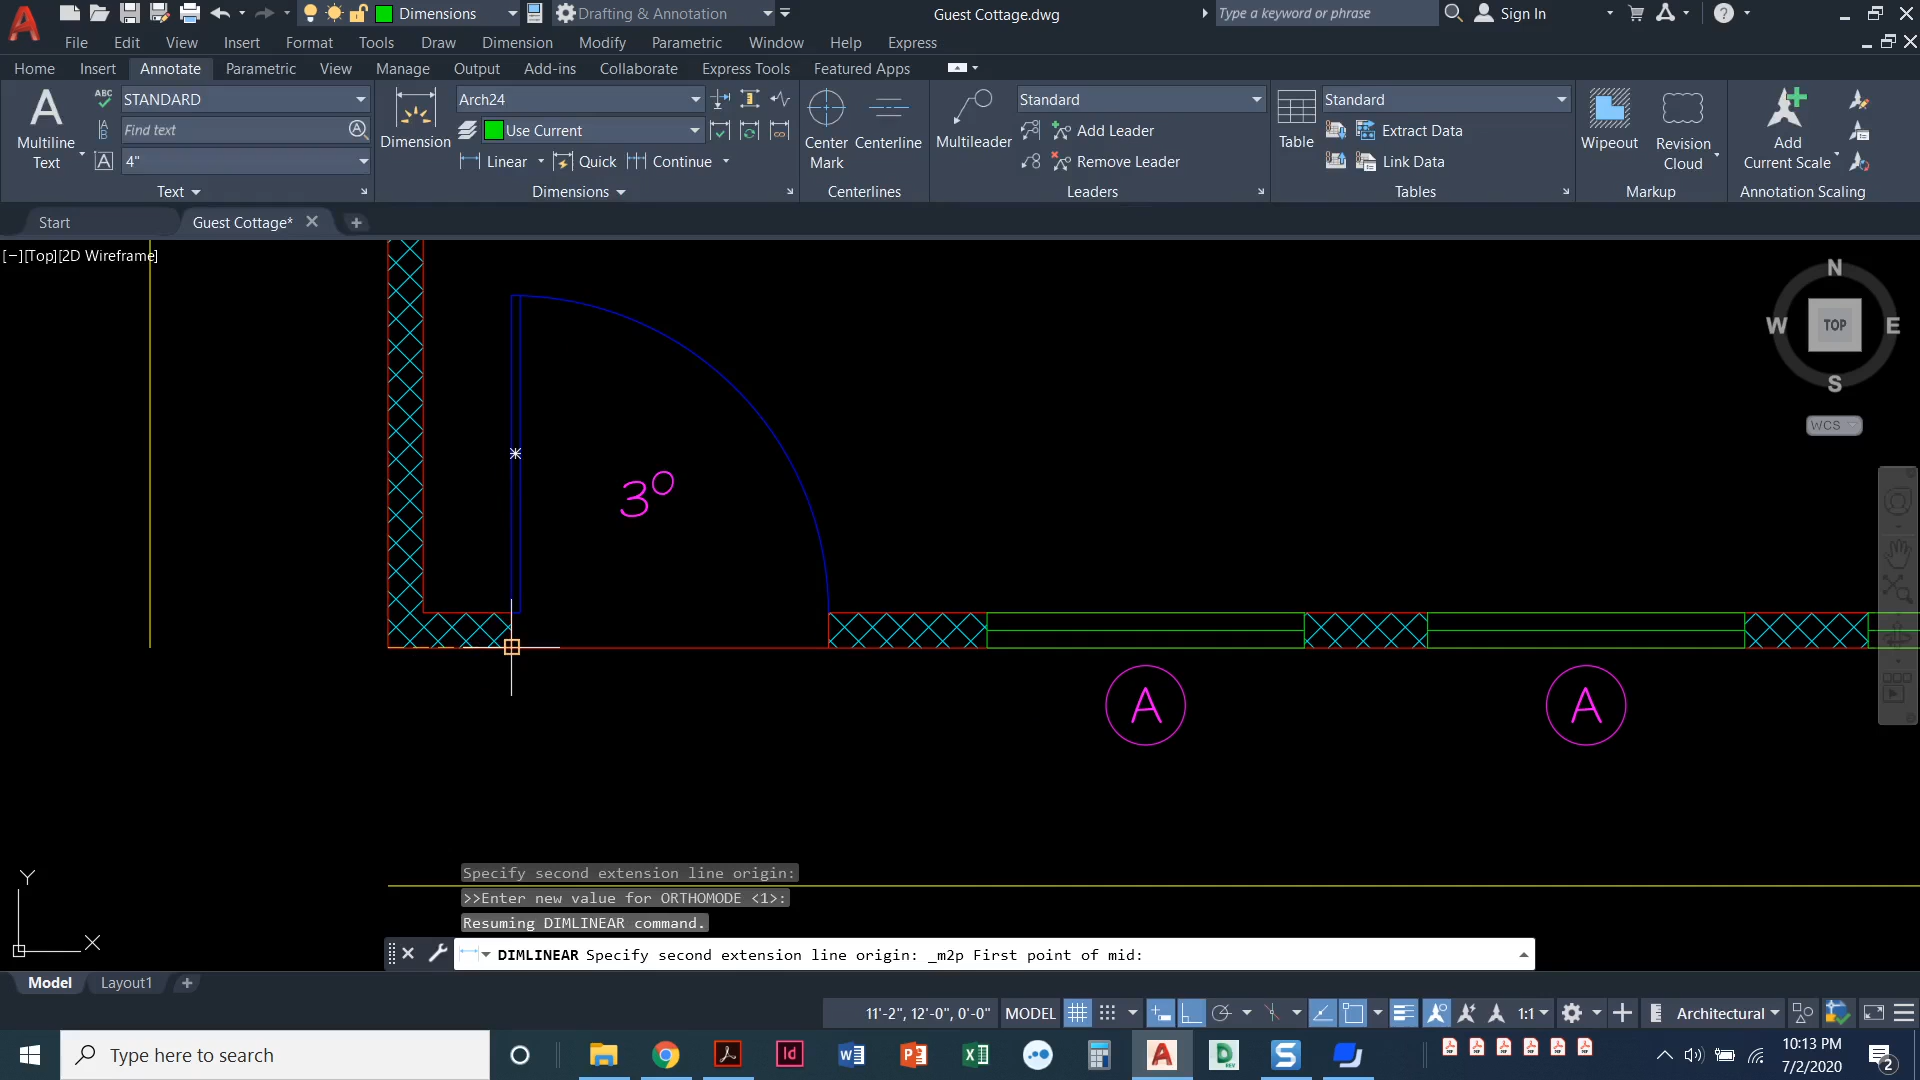 Dimensions
Drafting & Annotation
Guest Cottage.dwg
Type a keyword or phrase
Sign In
File Edit View Insert Format Tools Draw Dimension Modify Parametric Window Help Express
Home Insert Annotate Parametric View Manage Output Add-ins Collaborate Express Tools Featured Apps
Multiline Text
ABC
STANDARD
Find text
4"
Text
Dimension
Arch24
Use Current
Linear Quick Continue
Dimensions
Center Mark
Centerline
Centerlines
Multileader
Standard
Add Leader
Remove Leader
Leaders
Table
Standard
Extract Data
Link Data
Tables
Wipeout
Revision Cloud
Markup
Add Current Scale
Annotation Scaling
Start
Guest Cottage*
[−][Top][2D Wireframe]
N
W TOP E
S
WCS
3⁰
A
A
Y
X
Specify second extension line origin:
>>Enter new value for ORTHOMODE <1>:
Resuming DIMLINEAR command.
DIMLINEAR Specify second extension line origin: _m2p First point of mid:
Model Layout1
11'-2", 12'-0", 0'-0" MODEL
1:1
Architectural
Type here to search
10:13 PM
7/2/2020
2